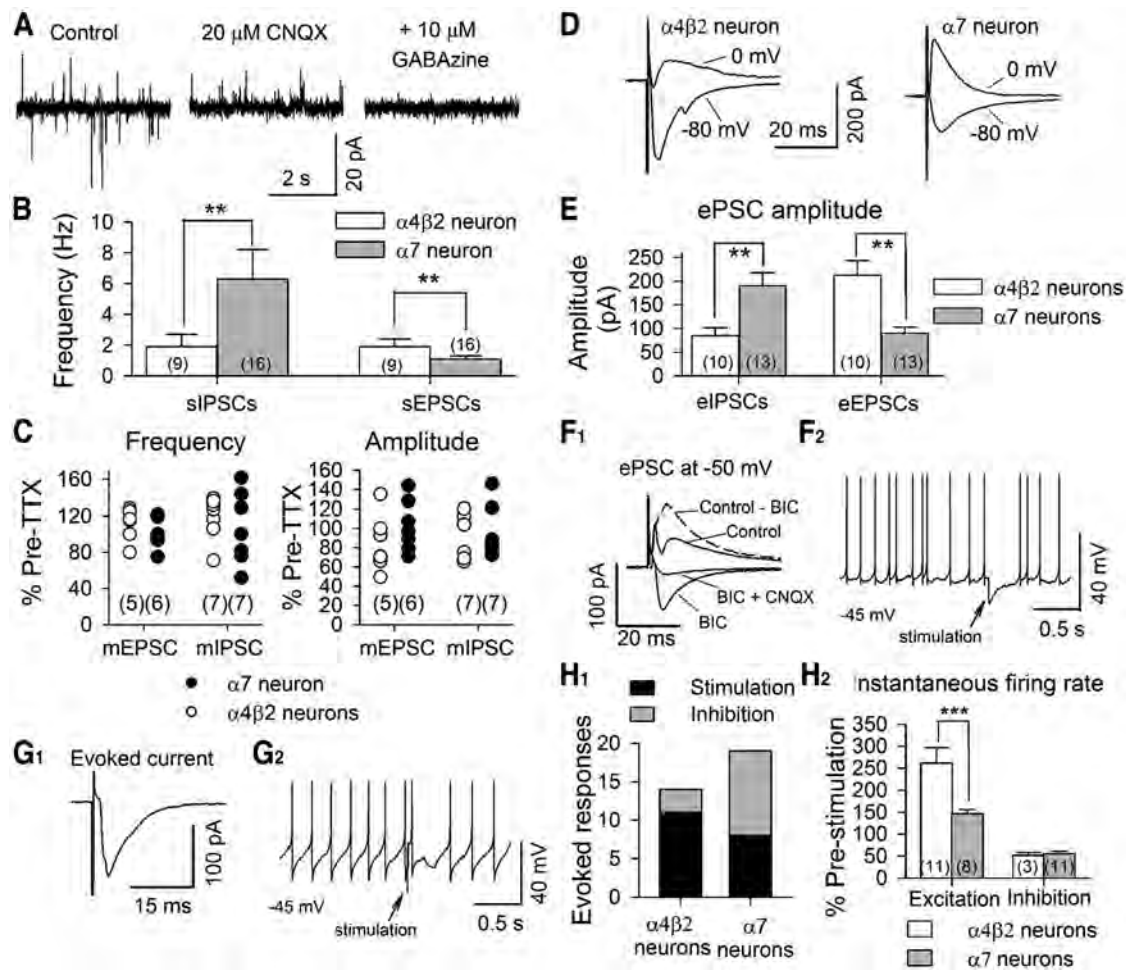 A
Control
20 μM CNQX
+ 10 μM
GABAzine
2 s
20 pA
B
Frequency (Hz)
10
8
6
4
2
0
**
**
α4β2 neuron
α7 neuron
(9)
(16)
(9)
(16)
sIPSCs
sEPSCs
C
Frequency
Amplitude
% Pre-TTX
160
120
80
40
0
(5)(6)
(7)(7)
mEPSC
mIPSC
% Pre-TTX
160
140
120
100
80
60
40
20
0
(5)(6)
(7)(7)
mEPSC
mIPSC
α7 neuron
α4β2 neurons
D
α4β2 neuron
α7 neuron
0 mV
-80 mV
20 ms
200 pA
0 mV
-80 mV
E
ePSC amplitude
Amplitude
(pA)
250
200
150
100
50
0
**
**
α4β2 neurons
α7 neurons
(10)
(13)
(10)
(13)
eIPSCs
eEPSCs
F1
ePSC at -50 mV
Control - BIC
Control
BIC + CNQX
BIC
100 pA
20 ms
F2
-45 mV
stimulation
40 mV
0.5 s
G1
Evoked current
100 pA
15 ms
G2
-45 mV
stimulation
40 mV
0.5 s
H1
Stimulation
Inhibition
Evoked responses
20
15
10
5
0
α4β2
neurons
α7
neurons
H2
Instantaneous firing rate
% Pre-stimulation
350
300
250
200
150
100
50
0
***
(11)
(8)
(3)
(11)
Excitation
Inhibition
α4β2 neurons
α7 neurons